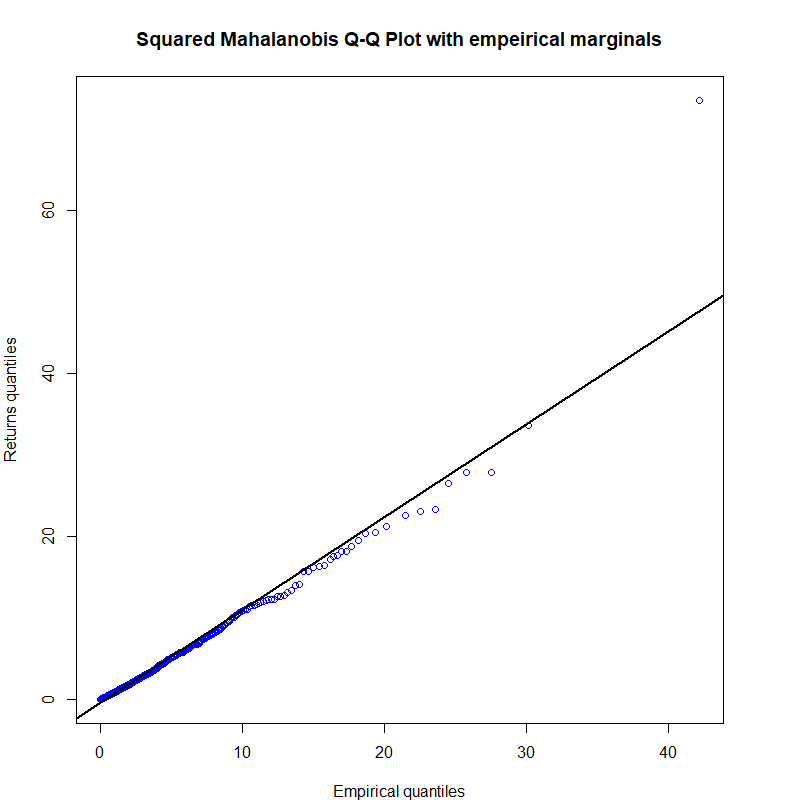 Squared Mahalanobis Q-Q Plot with empeirical marginals
Returns quantiles
60
40
20
0
0 10 20 30 40
Empirical quantiles